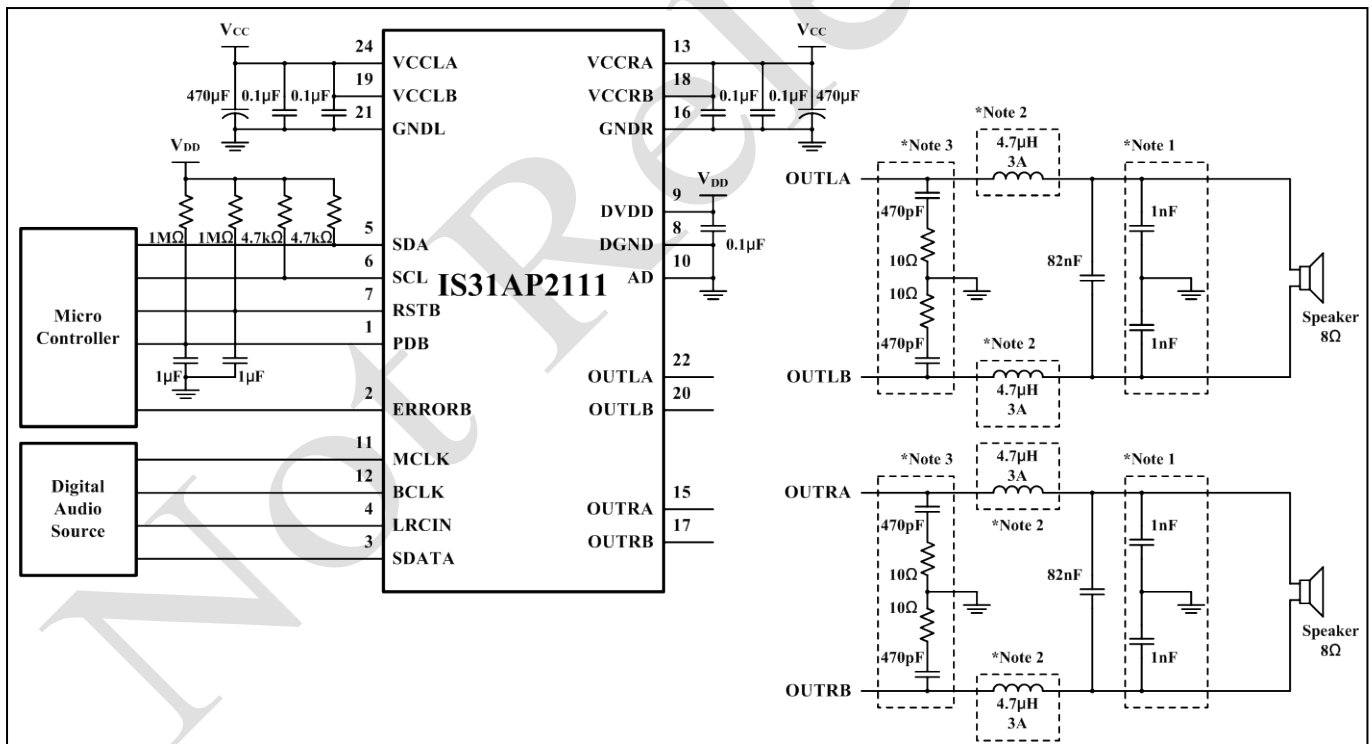 VCC
24
VCCLA
19
VCCLB
470μF 0.1μF 0.1μF
21
GNDL
VDD
1MΩ 1MΩ 4.7kΩ 4.7kΩ
5
SDA
6
SCL
7
RSTB
1
PDB
1μF 1μF
2
ERRORB
Micro
Controller
11
MCLK
12
BCLK
4
LRCIN
3
SDATA
Digital
Audio
Source
IS31AP2111
VCC
13
VCCRA
18
VCCRB
0.1μF 0.1μF 470μF
16
GNDR
VDD
9
DVDD
8
DGND
0.1μF
10
AD
22
OUTLA
20
OUTLB
15
OUTRA
17
OUTRB
*Note 2
*Note 3
4.7μH
3A
*Note 1
OUTLA
470pF
1nF
10Ω
82nF
10Ω
Speaker
8Ω
470pF
*Note 2
1nF
OUTLB
4.7μH
3A
*Note 3
4.7μH
3A
*Note 1
OUTRA
*Note 2
470pF
1nF
10Ω
82nF
10Ω
Speaker
8Ω
470pF
*Note 2
1nF
OUTRB
4.7μH
3A
Not Rele